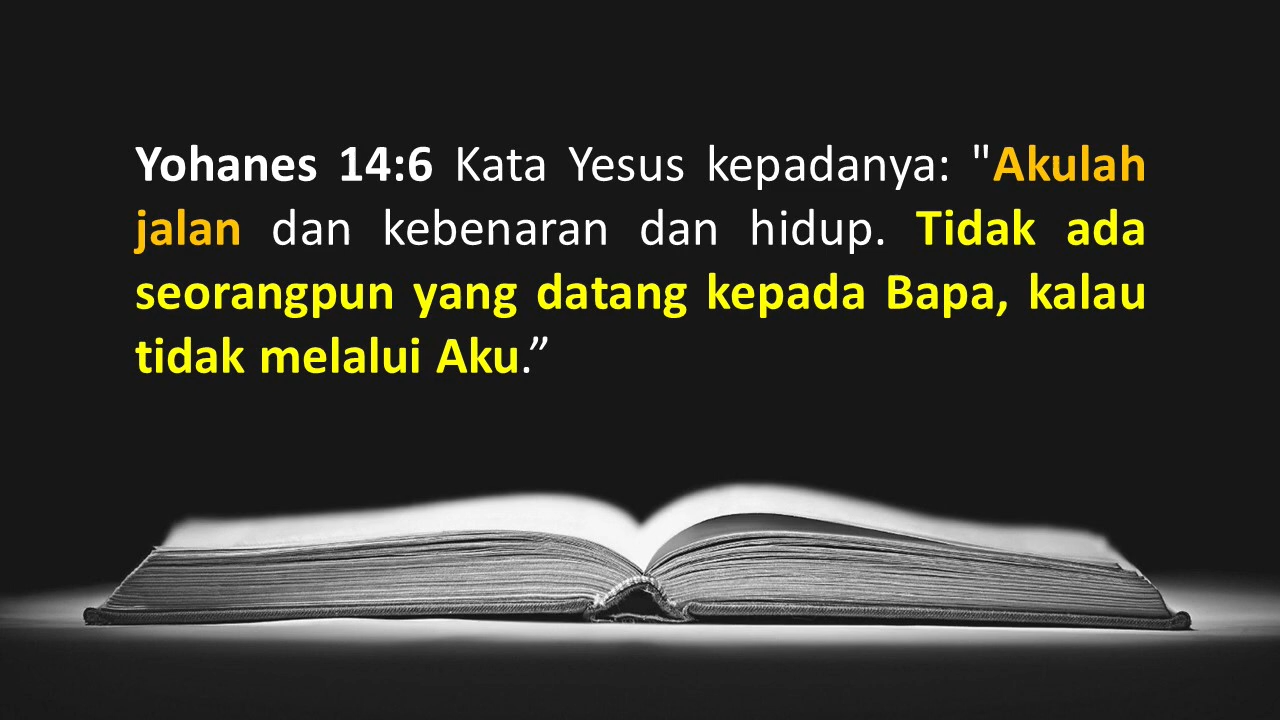 Yohanes 14:6 Kata Yesus kepadanya: "Akulah
jalan dan kebenaran dan hidup. Tidak ada
seorangpun yang datang kepada Bapa, kalau
tidak melalui Aku.”